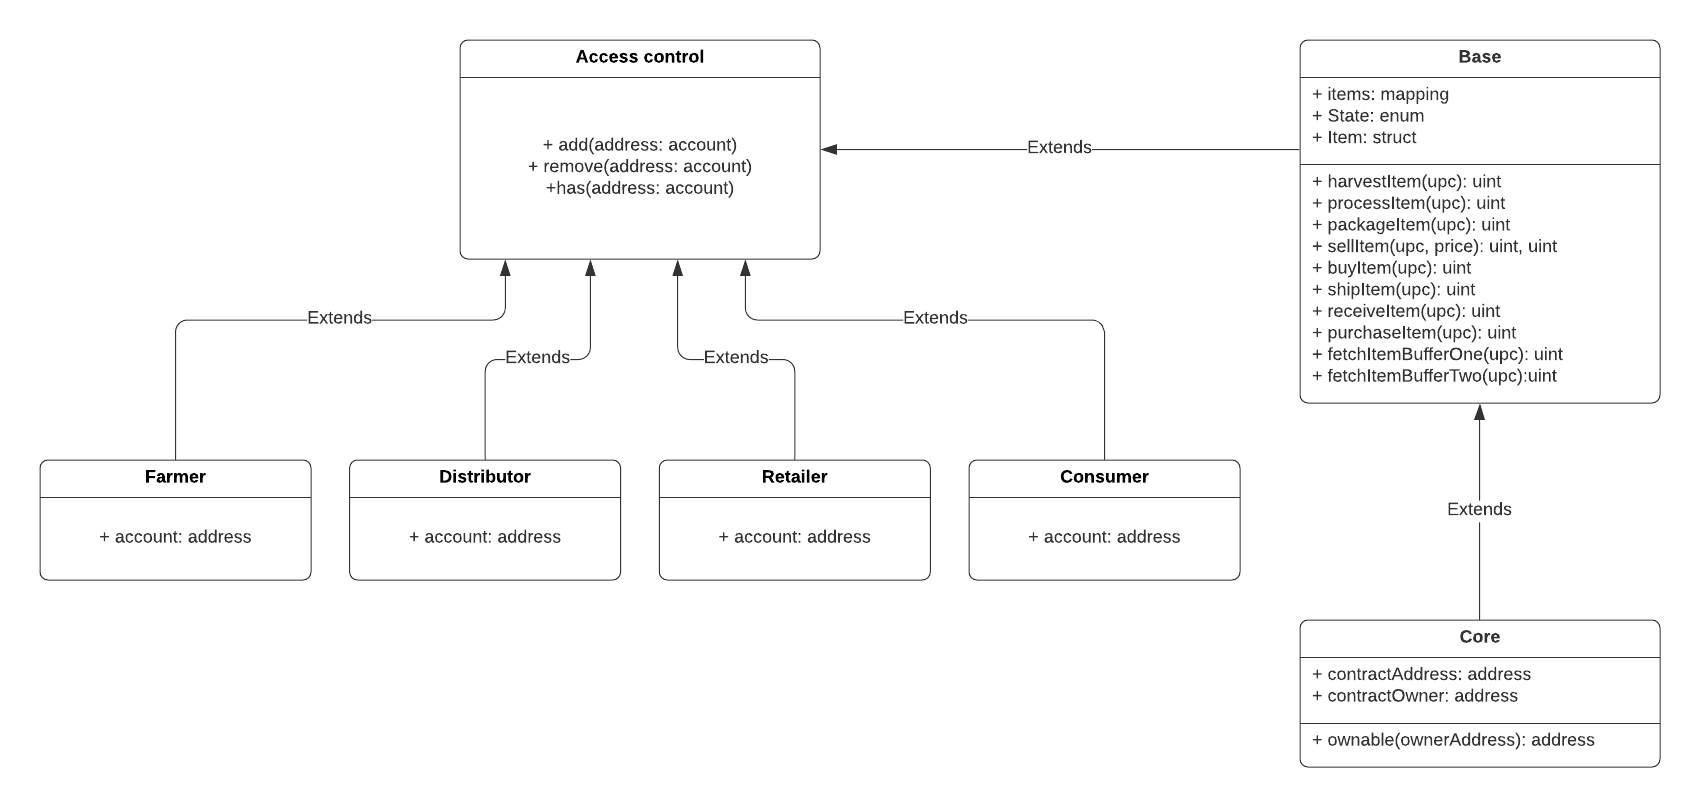 Access control
+ add(address: account)
+ remove(address: account)
+has(address: account)
Extends
Base
+ items: mapping
+ State: enum
+ Item: struct
+ harvestItem(upc): uint
+ processItem(upc): uint
+ packageItem(upc): uint
+ sellItem(upc, price): uint, uint
+ buyItem(upc): uint
+ shipItem(upc): uint
+ receiveItem(upc): uint
+ purchaseItem(upc): uint
+ fetchItemBufferOne(upc): uint
+ fetchItemBufferTwo(upc):uint
Extends
Extends
Extends
Extends
Farmer
+ account: address
Distributor
+ account: address
Retailer
+ account: address
Consumer
+ account: address
Extends
Core
+ contractAddress: address
+ contractOwner: address
+ ownable(ownerAddress): address